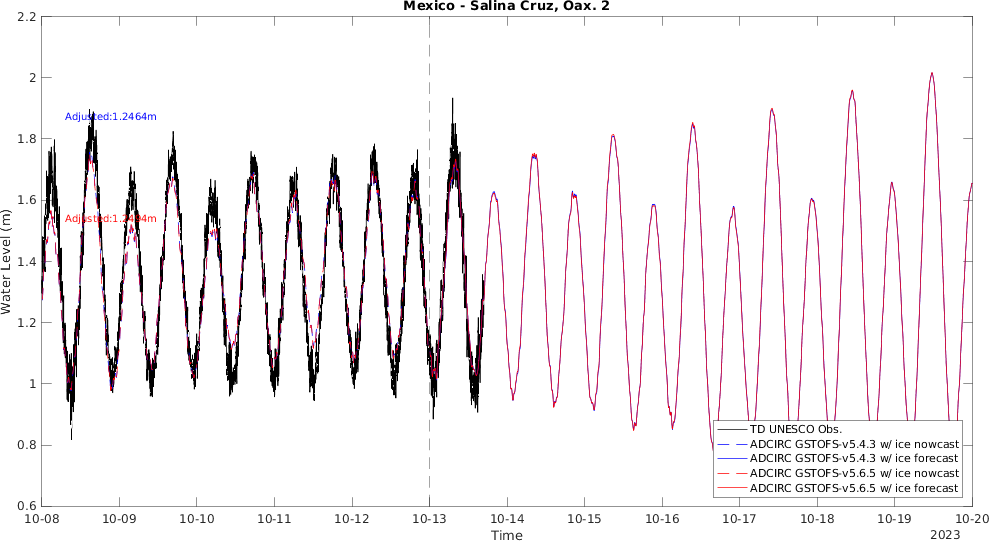 Mexico - Salina Cruz, Oax. 2
2.2
2
1.8
1.6
1.4
1.2
1
0.8
0.6
Water Level (m)
Adjusted:1.2464m
Adjusted:1.2494m
TD UNESCO Obs.
ADCIRC GSTOFS-v5.4.3 w/ ice nowcast
ADCIRC GSTOFS-v5.4.3 w/ ice forecast
ADCIRC GSTOFS-v5.6.5 w/ ice nowcast
ADCIRC GSTOFS-v5.6.5 w/ ice forecast
10-08 10-09 10-10 10-11 10-12 10-13 10-14 10-15 10-16 10-17 10-18 10-19 10-20
Time
2023